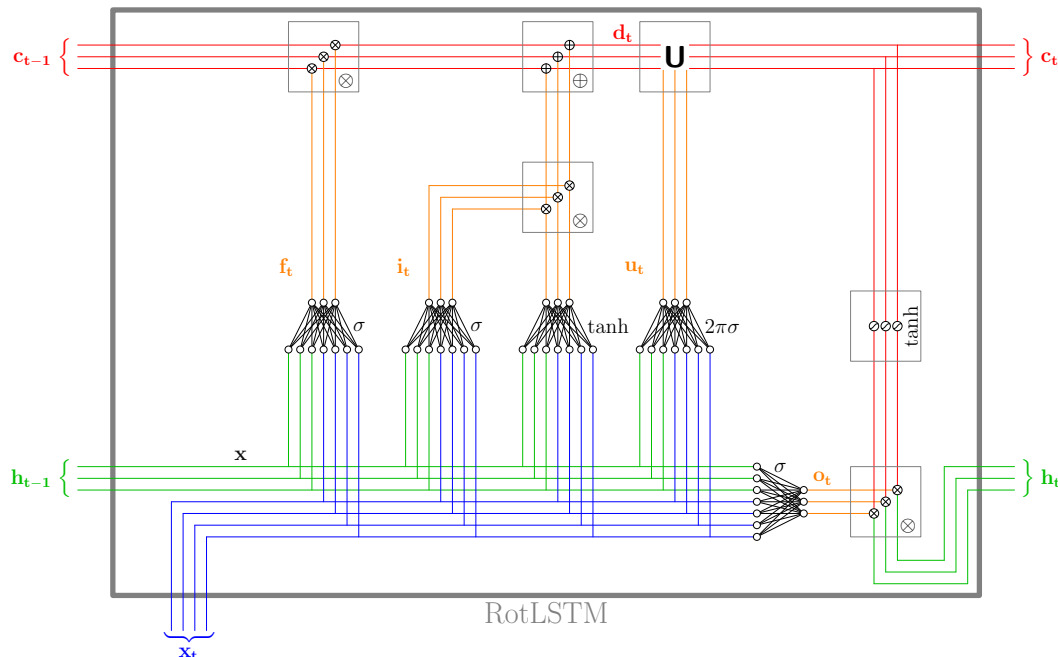 c_{t-1} { d_t } c_t
⊗ ⊕ U
⊗
f_t i_t u_t
σ σ tanh 2πσ
tanh
x
h_{t-1} { σ } h_t
o_t
⊗
RotLSTM
x_t